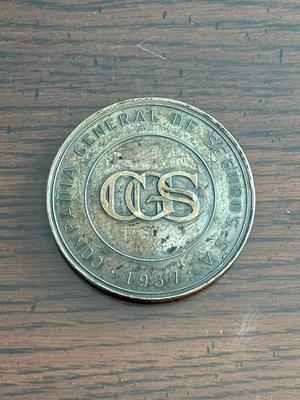 COMPAÑIA GENERAL DE SEGUROS S.A.
CGS
· 1937 ·